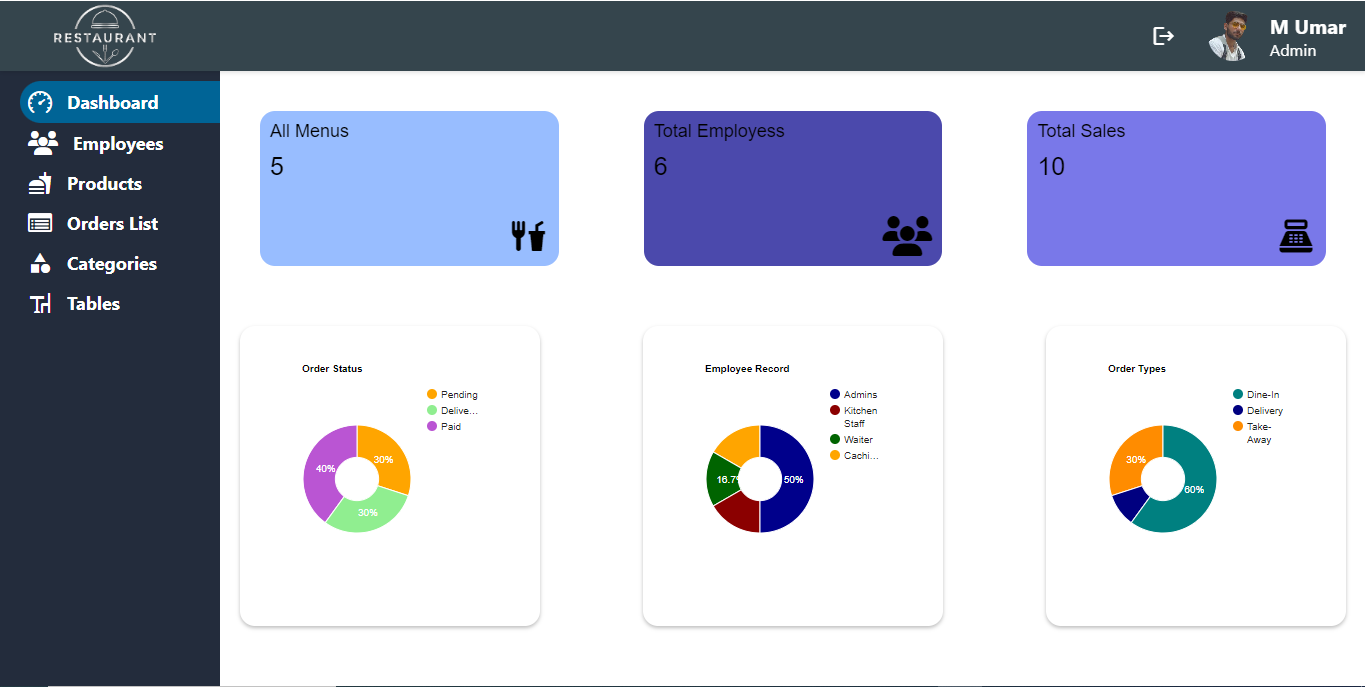 RESTAURANT
M Umar
Admin
Dashboard
Employees
Products
Orders List
Categories
Tables
All Menus
5
Total Employess
6
Total Sales
10
Order Status
Pending
Delive...
Paid
40%
30%
30%
Employee Record
Admins
Kitchen
Staff
Waiter
Cachi...
16.7%
50%
Order Types
Dine-In
Delivery
Take-
Away
30%
60%